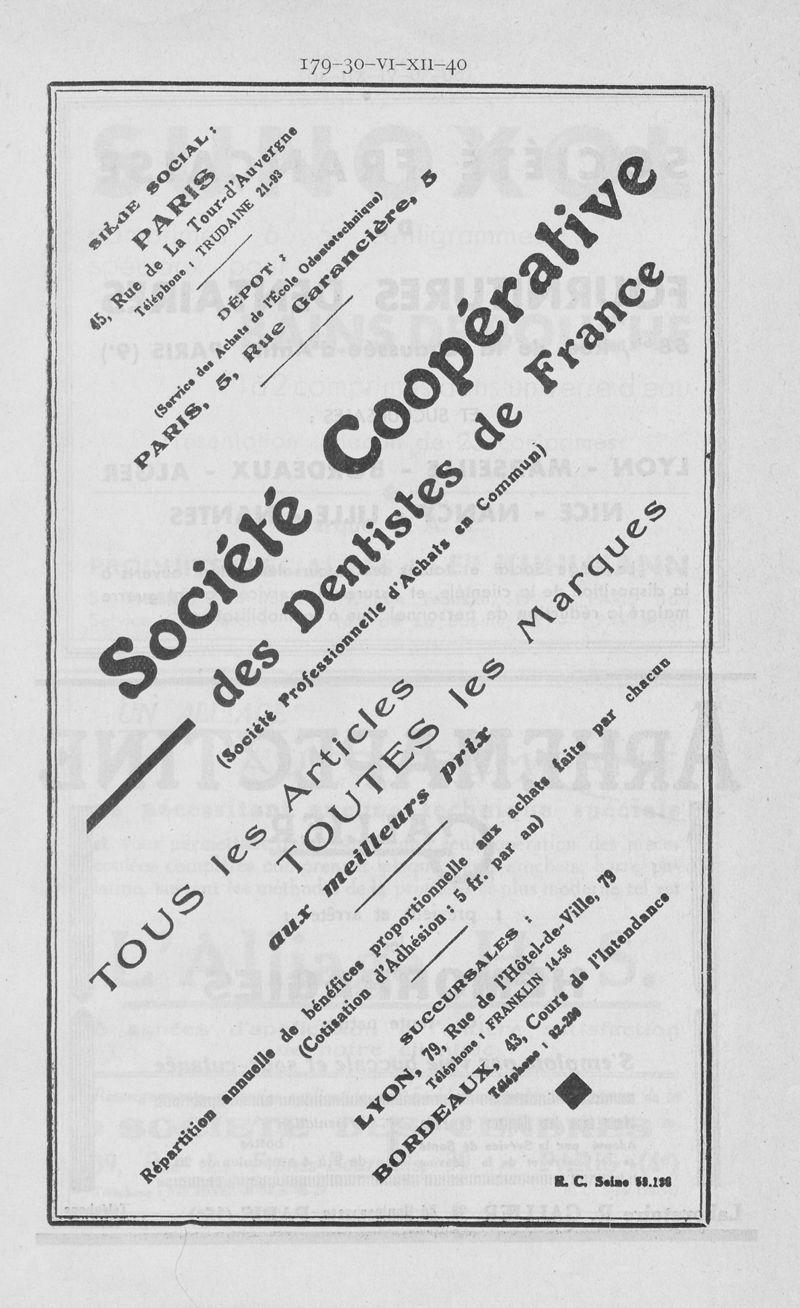 179-30-VI-XII-40
SIÈGE SOCIAL :
PARIS
45, Rue de La Tour-d'Auvergne
Téléphone : TRUDAINE 21-93
DÉPOT :
(Service des Achats de l'École Odontotechnique)
PARIS, 5, Rue Garancière, 5
Société Coopérative
des Dentistes de France
(Société Professionnelle d'Achats en Commun)
TOUS les Articles
TOUTES les Marques
aux meilleurs prix
Répartition annuelle de bénéfices proportionnelle aux achats faits par chacun
(Cotisation d'Adhésion : 5 fr. par an)
SUCCURSALES :
LYON, 79, Rue de l'Hôtel-de-Ville, 79
Téléphone : FRANKLIN 14-56
BORDEAUX, 43, Cours de l'Intendance
Téléphone : 82-200
R. C. Seine